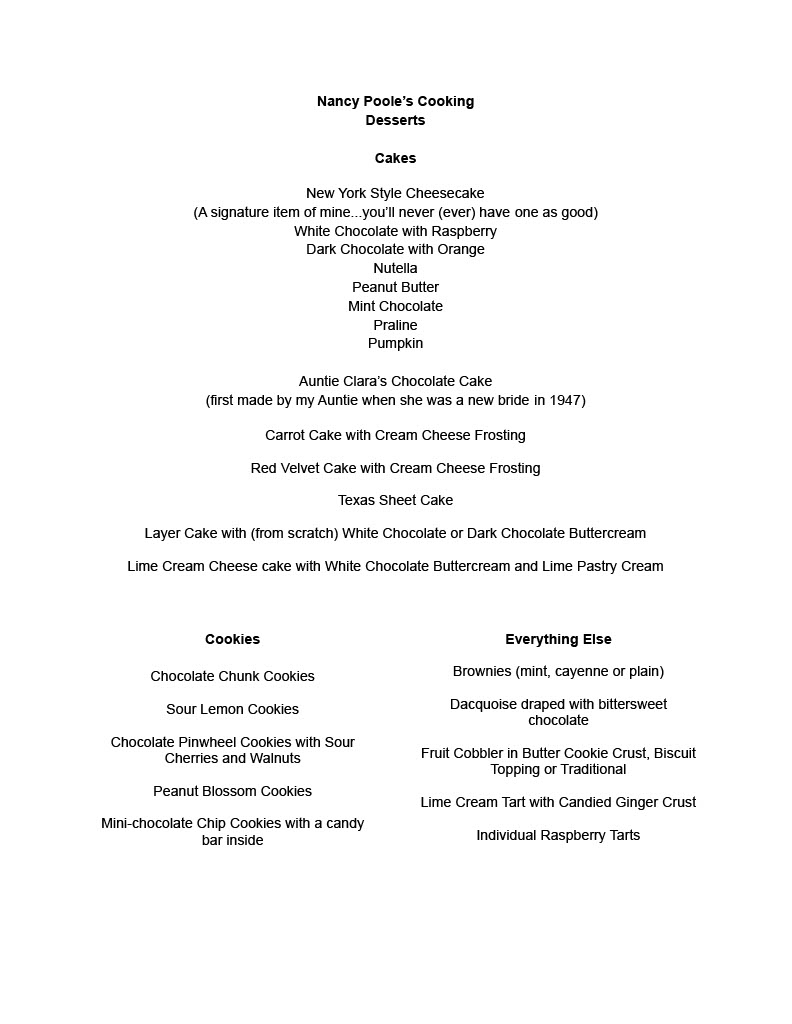 Nancy Poole’s Cooking
Desserts
Cakes
New York Style Cheesecake
(A signature item of mine...you’ll never (ever) have one as good)
White Chocolate with Raspberry
Dark Chocolate with Orange
Nutella
Peanut Butter
Mint Chocolate
Praline
Pumpkin
Auntie Clara’s Chocolate Cake
(first made by my Auntie when she was a new bride in 1947)
Carrot Cake with Cream Cheese Frosting
Red Velvet Cake with Cream Cheese Frosting
Texas Sheet Cake
Layer Cake with (from scratch) White Chocolate or Dark Chocolate Buttercream
Lime Cream Cheese cake with White Chocolate Buttercream and Lime Pastry Cream
Cookies
Chocolate Chunk Cookies
Sour Lemon Cookies
Chocolate Pinwheel Cookies with Sour
Cherries and Walnuts
Peanut Blossom Cookies
Mini-chocolate Chip Cookies with a candy
bar inside
Everything Else
Brownies (mint, cayenne or plain)
Dacquoise draped with bittersweet
chocolate
Fruit Cobbler in Butter Cookie Crust, Biscuit
Topping or Traditional
Lime Cream Tart with Candied Ginger Crust
Individual Raspberry Tarts